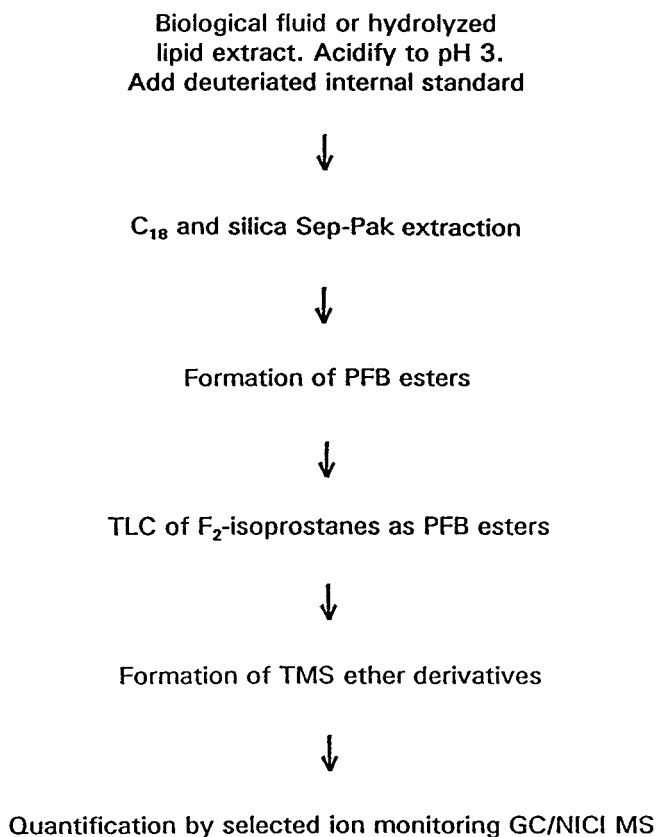 Biological fluid or hydrolyzed
lipid extract. Acidify to pH 3.
Add deuteriated internal standard
↓
C₁₈ and silica Sep-Pak extraction
↓
Formation of PFB esters
↓
TLC of F₂-isoprostanes as PFB esters
↓
Formation of TMS ether derivatives
↓
Quantification by selected ion monitoring GC/NICI MS